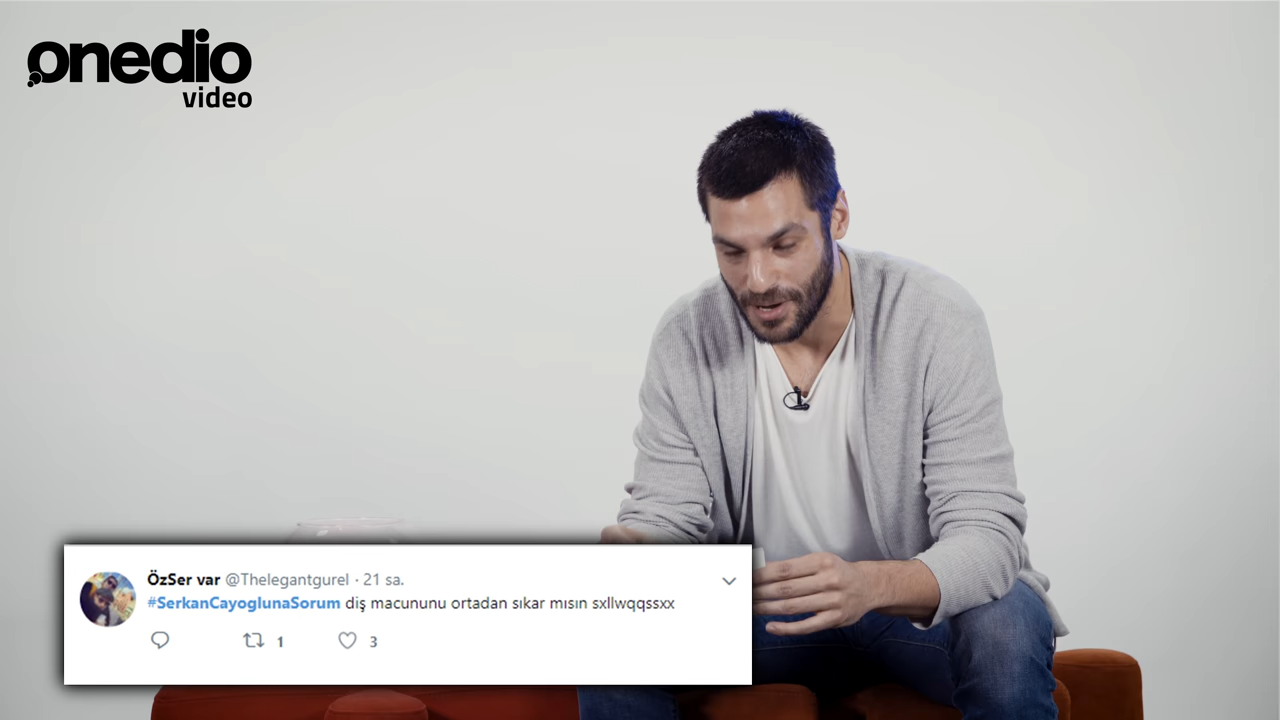 onedio
video
ÖzSer var @Thelegantgurel · 21 sa.
#SerkanCayoglunaSorum diş macununu ortadan sıkar mısın sxllwqqssxx
1 3